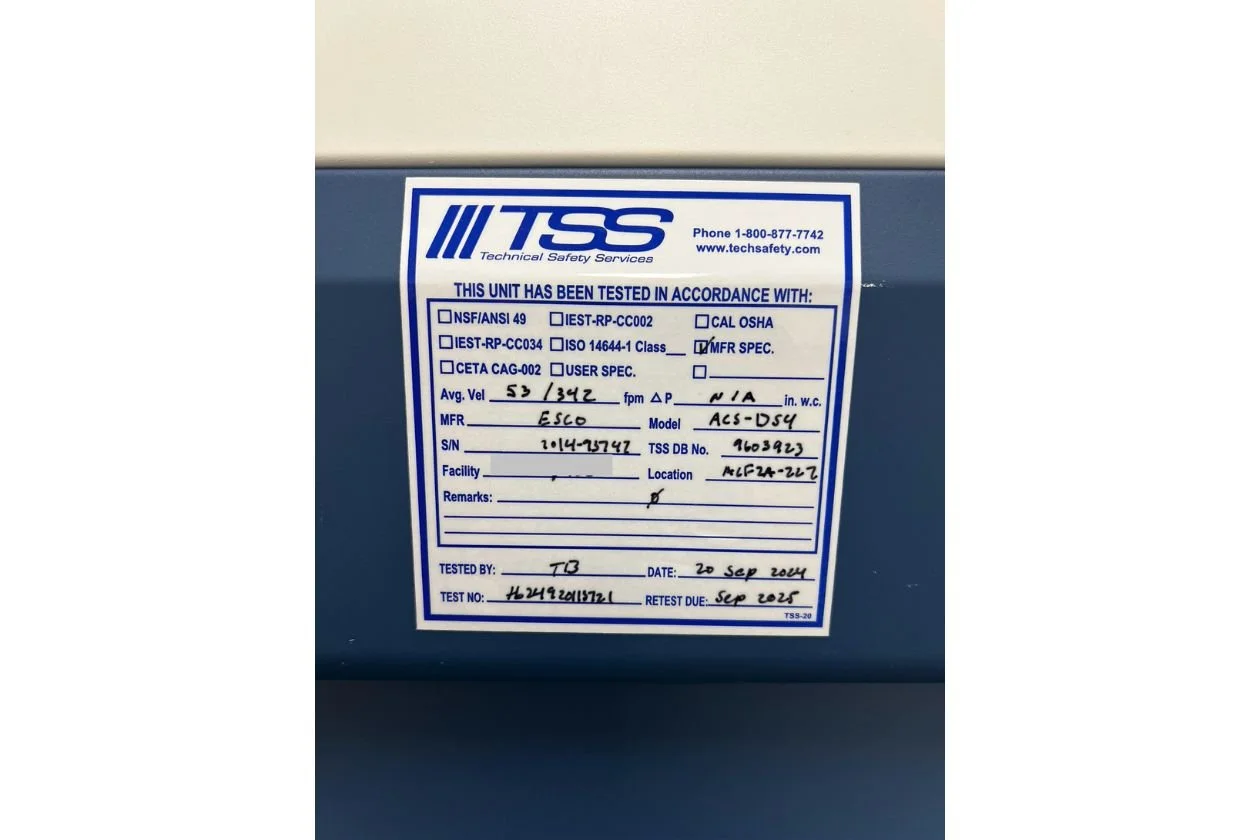 TSS
Technical Safety Services
Phone 1-800-877-7742
www.techsafety.com
THIS UNIT HAS BEEN TESTED IN ACCORDANCE WITH:
NSF/ANSI 49 IEST-RP-CC002 CAL OSHA
IEST-RP-CC034 ISO 14644-1 Class MFR SPEC.
CETA CAG-002 USER SPEC.
Avg. Vel 53 / 342 fpm Δ P N/A in. w.c.
MFR ESCO Model ACS-DS4
S/N 2014-95742 TSS DB No. 9603923
Facility Location
Remarks: ø
TESTED BY: TB DATE: 20 Sep 2024
TEST NO: RETEST DUE: Sep 2025
TSS-20